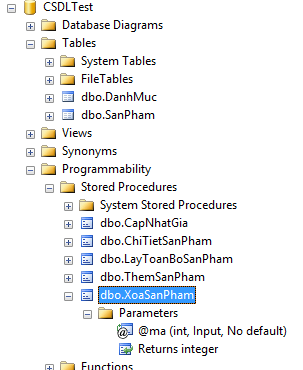 CSDLTest
Database Diagrams
Tables
System Tables
FileTables
dbo.DanhMuc
dbo.SanPham
Views
Synonyms
Programmability
Stored Procedures
System Stored Procedures
dbo.CapNhatGia
dbo.ChiTietSanPham
dbo.LayToanBoSanPham
dbo.ThemSanPham
dbo.XoaSanPham
Parameters
@ma (int, Input, No default)
Returns integer
Functions